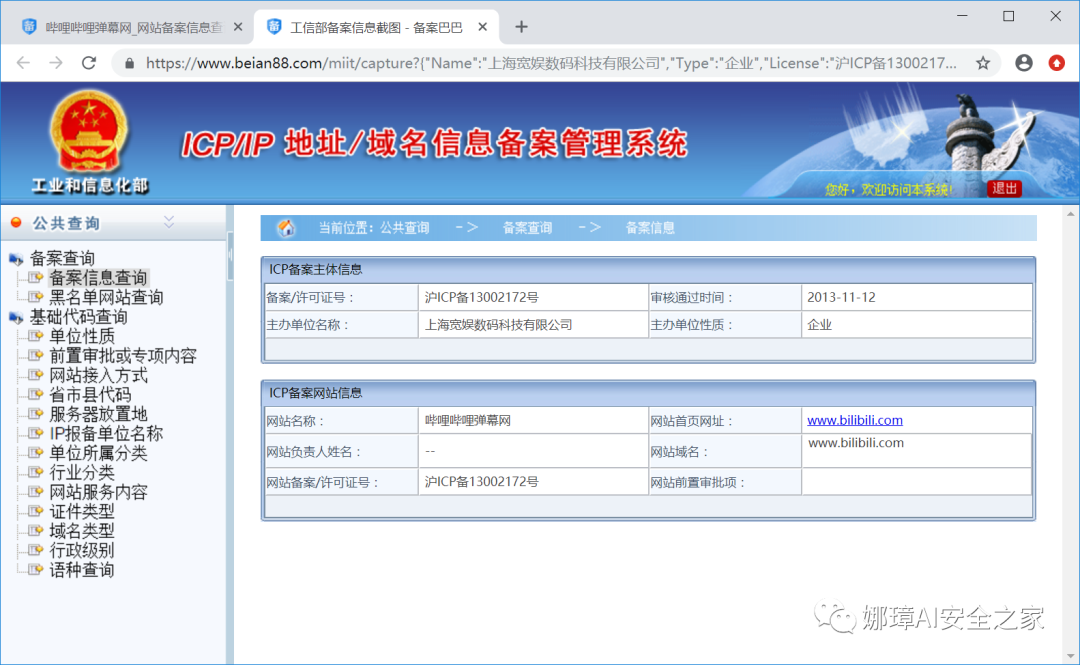 哔哩哔哩弹幕网_网站备案信息查
工信部备案信息截图 - 备案巴巴
https://www.beian88.com/miit/capture?{"Name":"上海宽娱数码科技有限公司","Type":"企业","License":"沪ICP备1300217...
ICP/IP 地址/域名信息备案管理系统
工业和信息化部
您好，欢迎访问本系统! 退出
公共查询
当前位置：公共查询 -> 备案查询 -> 备案信息
备案查询
备案信息查询
黑名单网站查询
基础代码查询
单位性质
前置审批或专项内容
网站接入方式
省市县代码
服务器放置地
IP报备单位名称
单位所属分类
行业分类
网站服务内容
证件类型
域名类型
行政级别
语种查询
ICP备案主体信息
备案/许可证号： 沪ICP备13002172号 审核通过时间： 2013-11-12
主办单位名称： 上海宽娱数码科技有限公司 主办单位性质： 企业
ICP备案网站信息
网站名称： 哔哩哔哩弹幕网 网站首页网址： www.bilibili.com
网站负责人姓名： -- 网站域名： www.bilibili.com
网站备案/许可证号： 沪ICP备13002172号 网站前置审批项：
娜璋AI安全之家